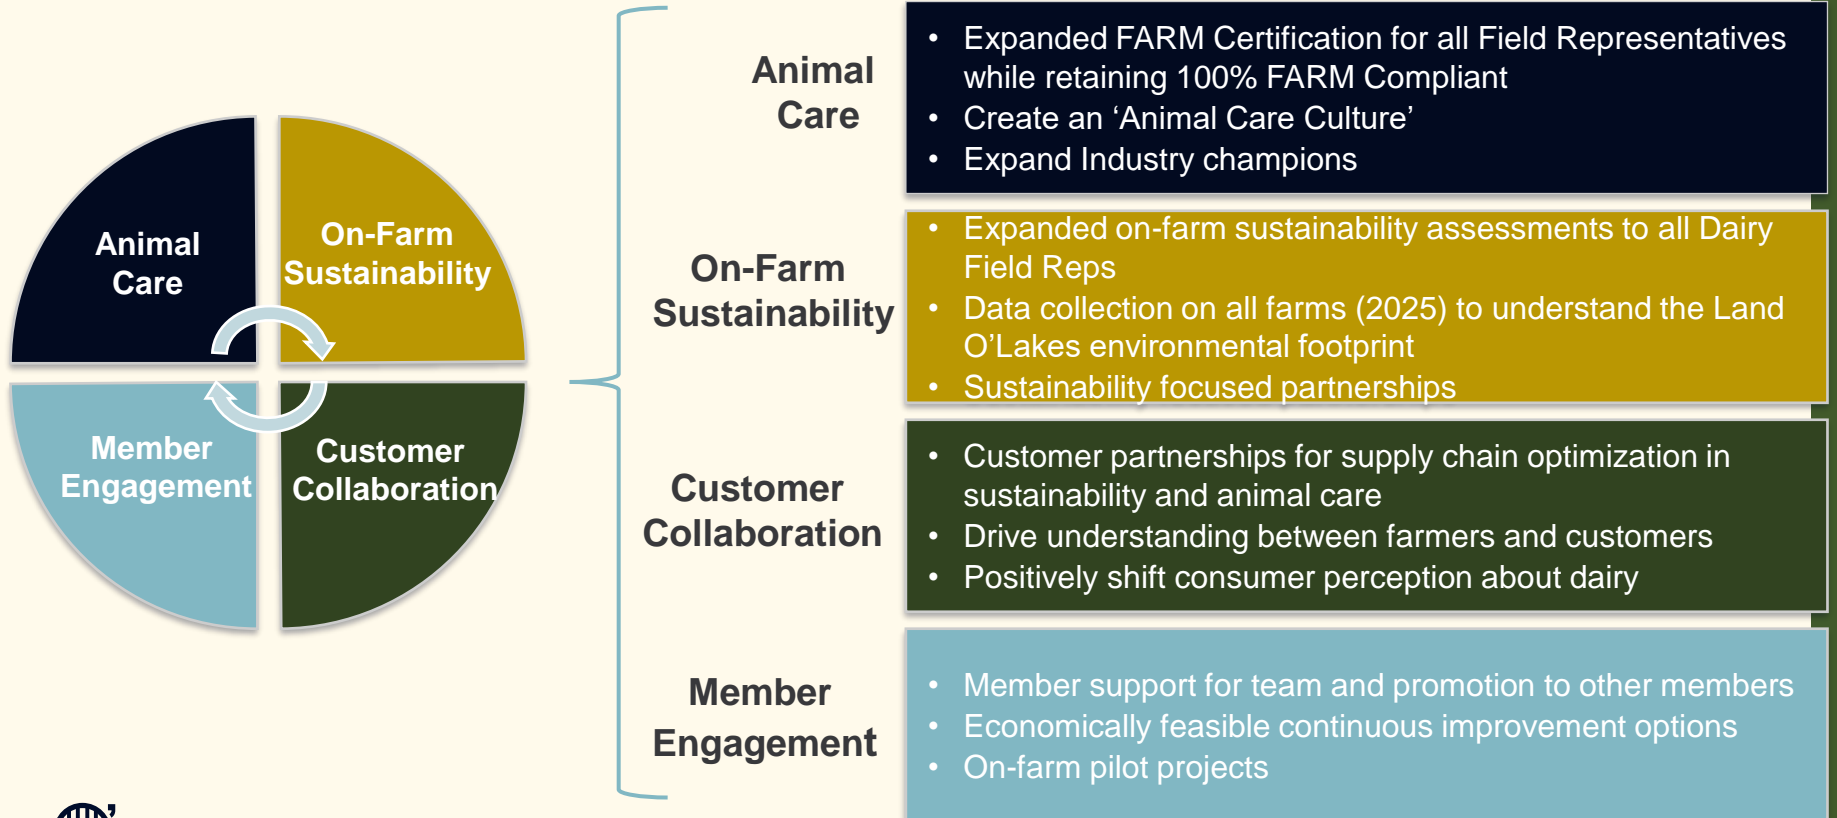 Animal
Care
On-Farm
Sustainability
Member
Engagement
Customer
Collaboration
Animal
Care
• Expanded FARM Certification for all Field Representatives
while retaining 100% FARM Compliant
• Create an ‘Animal Care Culture’
• Expand Industry champions
On-Farm
Sustainability
• Expanded on-farm sustainability assessments to all Dairy
Field Reps
• Data collection on all farms (2025) to understand the Land
O’Lakes environmental footprint
• Sustainability focused partnerships
Customer
Collaboration
• Customer partnerships for supply chain optimization in
sustainability and animal care
• Drive understanding between farmers and customers
• Positively shift consumer perception about dairy
Member
Engagement
• Member support for team and promotion to other members
• Economically feasible continuous improvement options
• On-farm pilot projects